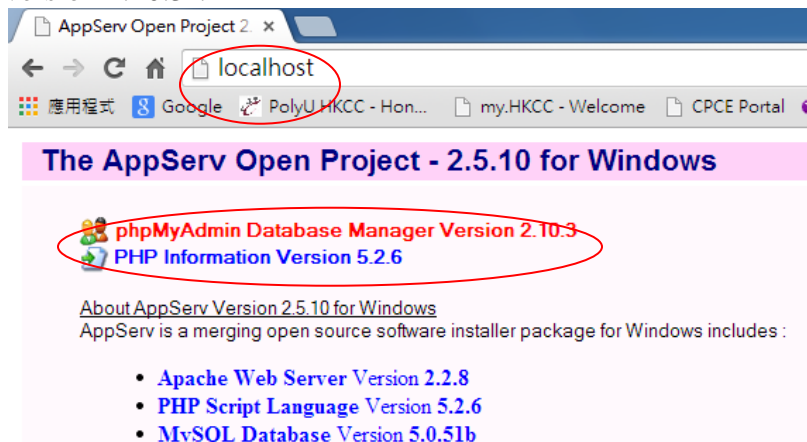 AppServ Open Project 2.
localhost
應用程式 Google PolyU HKCC - Hon... my.HKCC - Welcome CPCE Portal
The AppServ Open Project - 2.5.10 for Windows
phpMyAdmin Database Manager Version 2.10.3
PHP Information Version 5.2.6
About AppServ Version 2.5.10 for Windows
AppServ is a merging open source software installer package for Windows includes :
• Apache Web Server Version 2.2.8
• PHP Script Language Version 5.2.6
• MySQL Database Version 5.0.51b